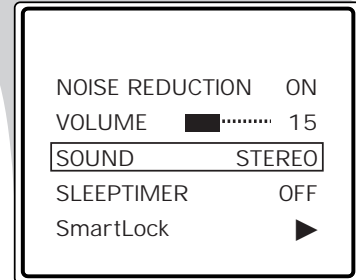 NOISE REDUCTION ON
VOLUME 15
SOUND STEREO
SLEEPTIMER OFF
SmartLock